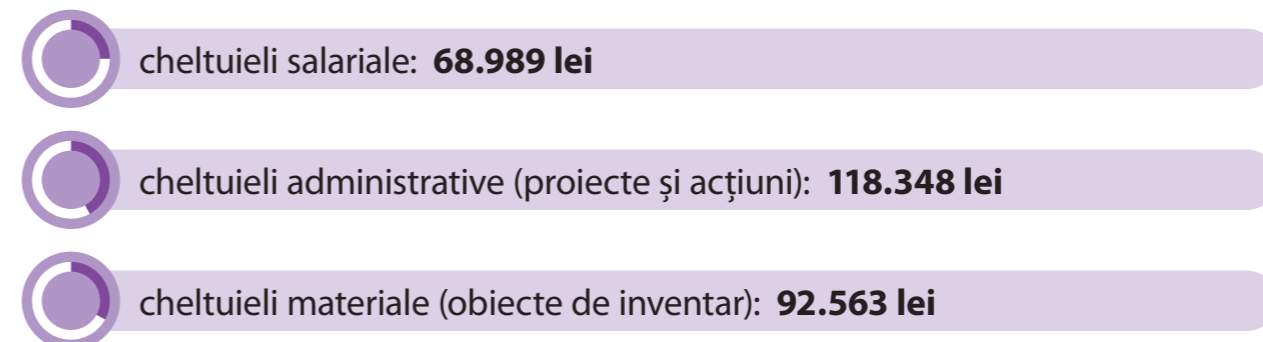 cheltuieli salariale: 68.989 lei
cheltuieli administrative (proiecte și acțiuni): 118.348 lei
cheltuieli materiale (obiecte de inventar): 92.563 lei